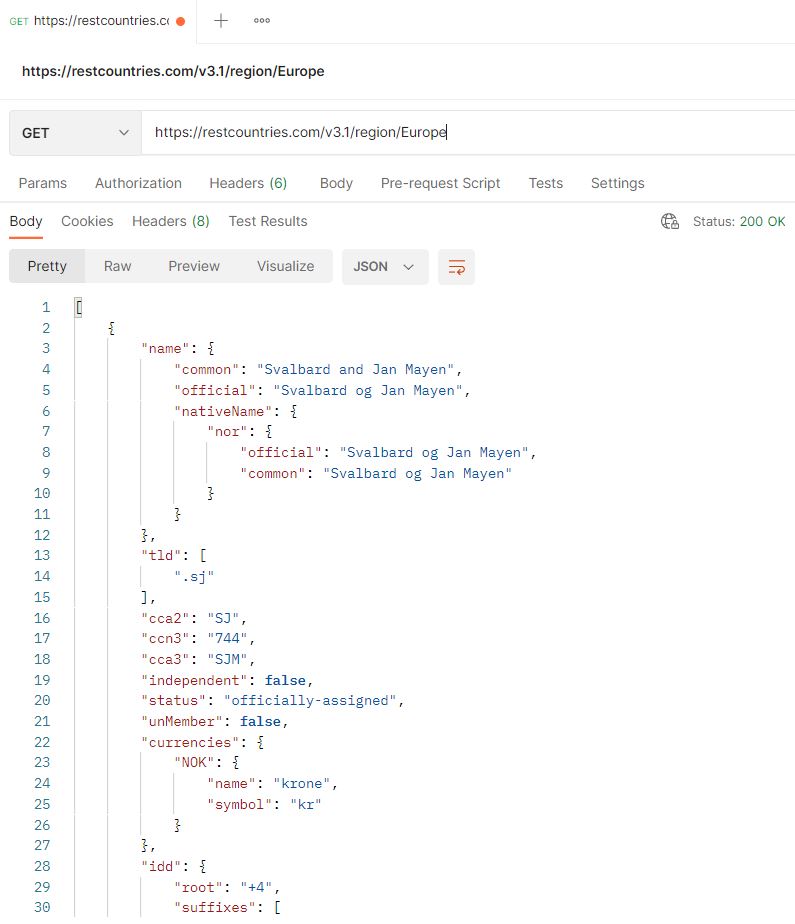 GET https://restcountries.cc
https://restcountries.com/v3.1/region/Europe
GET https://restcountries.com/v3.1/region/Europe
Params Authorization Headers (6) Body Pre-request Script Tests Settings
Body Cookies Headers (8) Test Results Status: 200 OK
Pretty Raw Preview Visualize JSON
1 [
2 {
3 "name": {
4 "common": "Svalbard and Jan Mayen",
5 "official": "Svalbard og Jan Mayen",
6 "nativeName": {
7 "nor": {
8 "official": "Svalbard og Jan Mayen",
9 "common": "Svalbard og Jan Mayen"
10 }
11 }
12 },
13 "tld": [
14 ".sj"
15 ],
16 "cca2": "SJ",
17 "ccn3": "744",
18 "cca3": "SJM",
19 "independent": false,
20 "status": "officially-assigned",
21 "unMember": false,
22 "currencies": {
23 "NOK": {
24 "name": "krone",
25 "symbol": "kr"
26 }
27 },
28 "idd": {
29 "root": "+4",
30 "suffixes": [